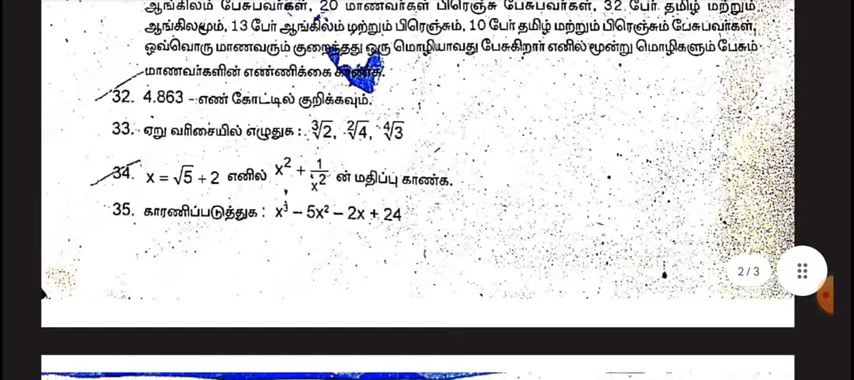 ஆங்கிலம் பேசுபவர்கள், 20 மாணவர்கள் பிரெஞ்சு பேசுபவர்கள், 32 பேர் தமிழ் மற்றும்
ஆங்கிலமும், 13 பேர் ஆங்கிலம் மற்றும் பிரெஞ்சும், 10 பேர் தமிழ் மற்றும் பிரெஞ்சும் பேசுபவர்கள்,
ஒவ்வொரு மாணவரும் குறைந்தது ஒரு மொழியாவது பேசுகிறார் எனில் மூன்று மொழிகளும் பேசும்
மாணவர்களின் எண்ணிக்கை காண்க.
32. 4.863 - எண் கோட்டில் குறிக்கவும்.
33. ஏறு வரிசையில் எழுதுக : ∛2, ²√4, ∜3
34. x = √5 + 2 எனில் x² + 1/x² ன் மதிப்பு காண்க.
35. காரணிப்படுத்துக : x³ – 5x² – 2x + 24
2 / 3